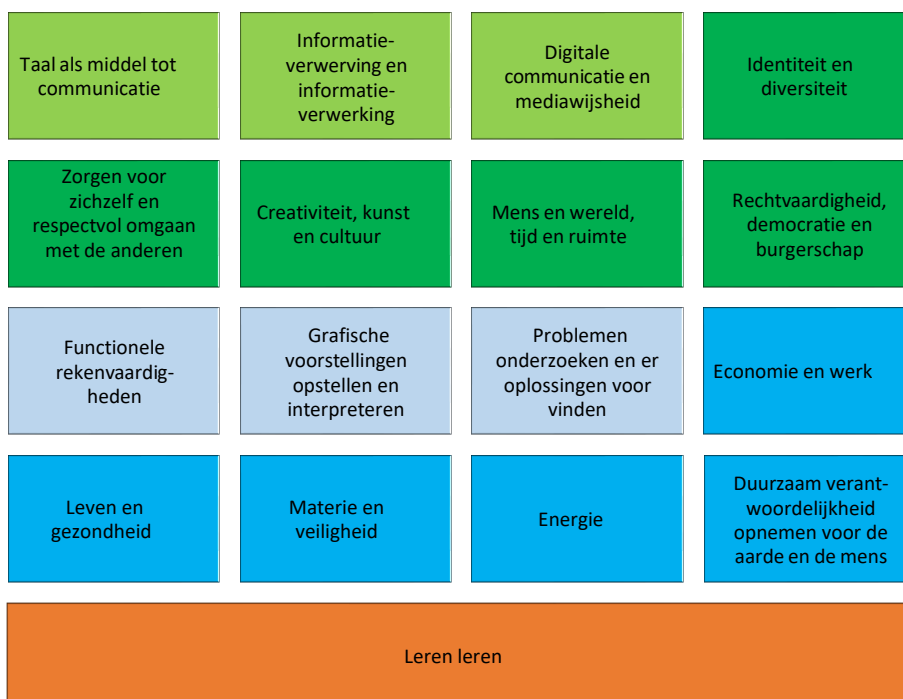 Taal als middel tot
communicatie
Informatie-
verwerving en
informatie-
verwerking
Digitale
communicatie en
mediawijsheid
Identiteit en
diversiteit
Zorgen voor
zichzelf en
respectvol omgaan
met de anderen
Creativiteit, kunst
en cultuur
Mens en wereld,
tijd en ruimte
Rechtvaardigheid,
democratie en
burgerschap
Functionele
rekenvaardig-
heden
Grafische
voorstellingen
opstellen en
interpreteren
Problemen
onderzoeken en er
oplossingen voor
vinden
Economie en werk
Leven en
gezondheid
Materie en
veiligheid
Energie
Duurzaam verant-
woordelijkheid
opnemen voor de
aarde en de mens
Leren leren